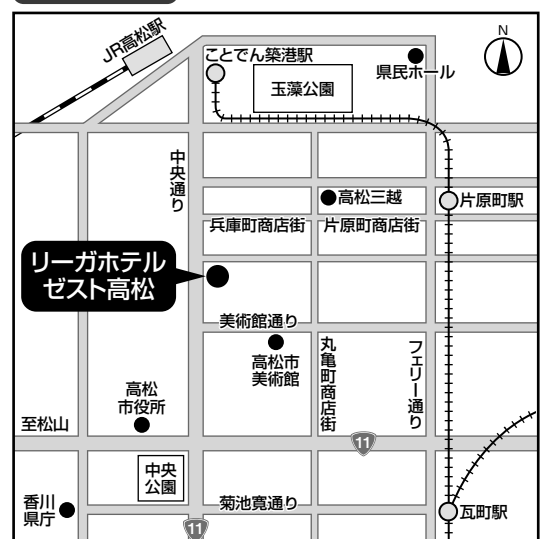 N
JR高松駅
ことでん築港駅
県民ホール
玉藻公園
中央通り
高松三越
片原町駅
兵庫町商店街
片原町商店街
リーガホテル
ゼスト高松
美術館通り
高松市
美術館
丸亀町商店街
フェリー通り
高松
市役所
至松山
11
中央
公園
香川
県庁
菊池寛通り
瓦町駅
11